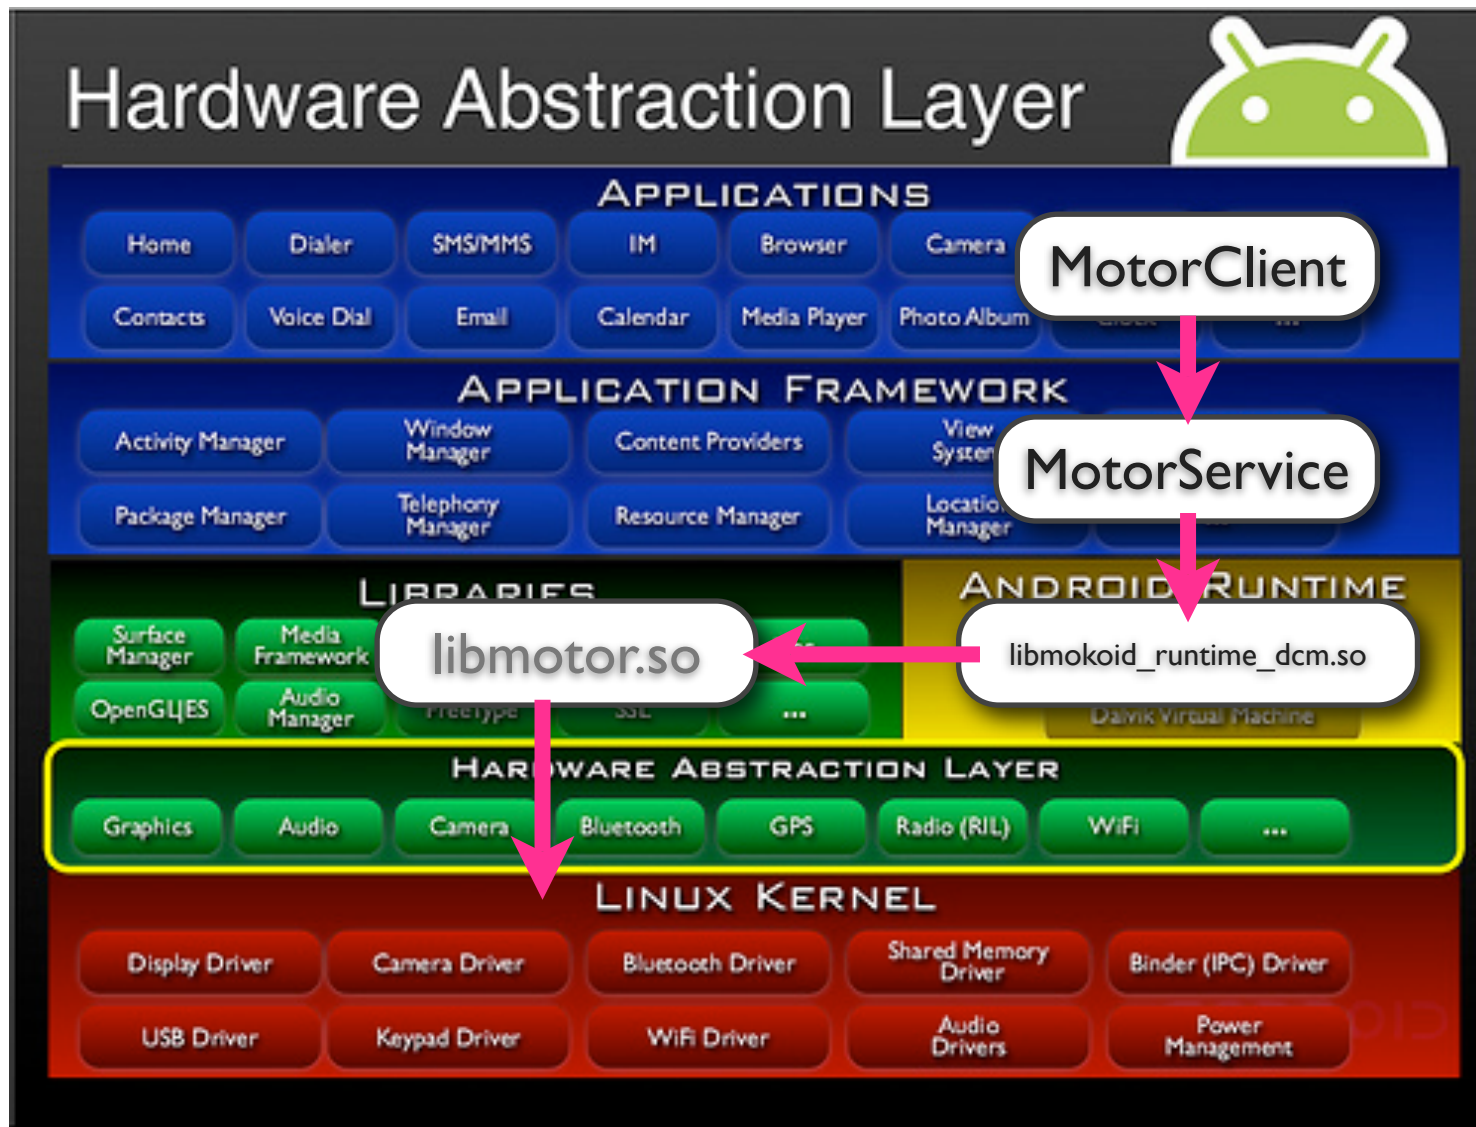 Hardware Abstraction Layer
APPLICATIONS
Home
Dialer
SMS/MMS
IM
Browser
Camera
MotorClient
Contacts
Voice Dial
Email
Calendar
Media Player
Photo Album
Clock
...
APPLICATION FRAMEWORK
Activity Manager
Window
Manager
Content Providers
View
System
MotorService
Package Manager
Telephony
Manager
Resource Manager
Location
Manager
...
LIBRARIES
Surface
Manager
Media
Framework
libmotor.so
OpenGL|ES
Audio
Manager
FreeType
SSL
...
ANDROID RUNTIME
libmokoid_runtime_dcm.so
Dalvik Virtual Machine
HARDWARE ABSTRACTION LAYER
Graphics
Audio
Camera
Bluetooth
GPS
Radio (RIL)
WiFi
...
LINUX KERNEL
Display Driver
Camera Driver
Bluetooth Driver
Shared Memory
Driver
Binder (IPC) Driver
USB Driver
Keypad Driver
WiFi Driver
Audio
Drivers
Power
Management